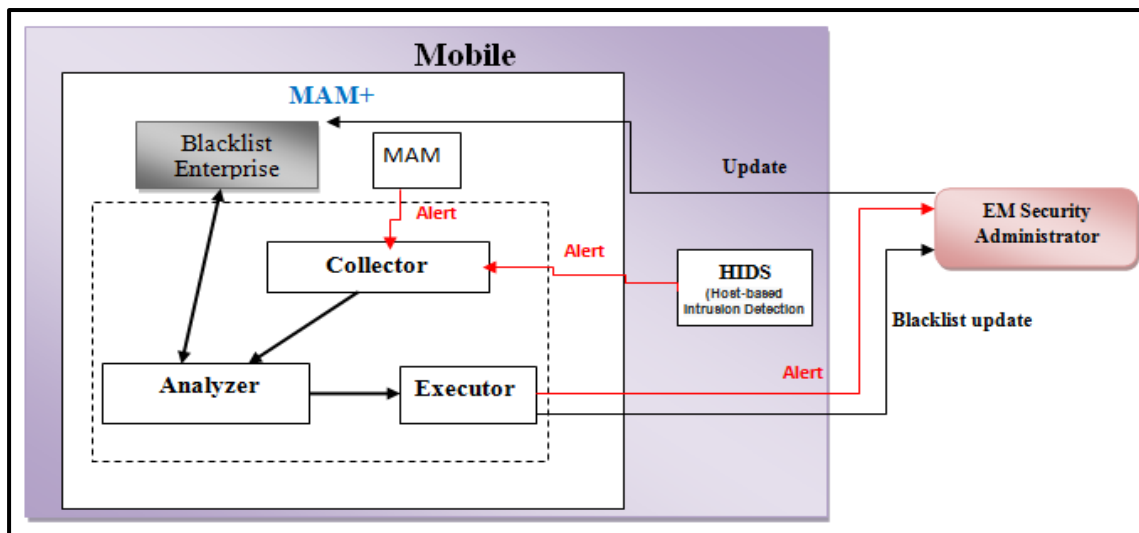 Mobile
MAM+
Blacklist
Enterprise
MAM
Update
Alert
EM Security
Administrator
Collector
Alert
HIDS
(Host-based
Intrusion Detection
Blacklist update
Analyzer
Executor
Alert